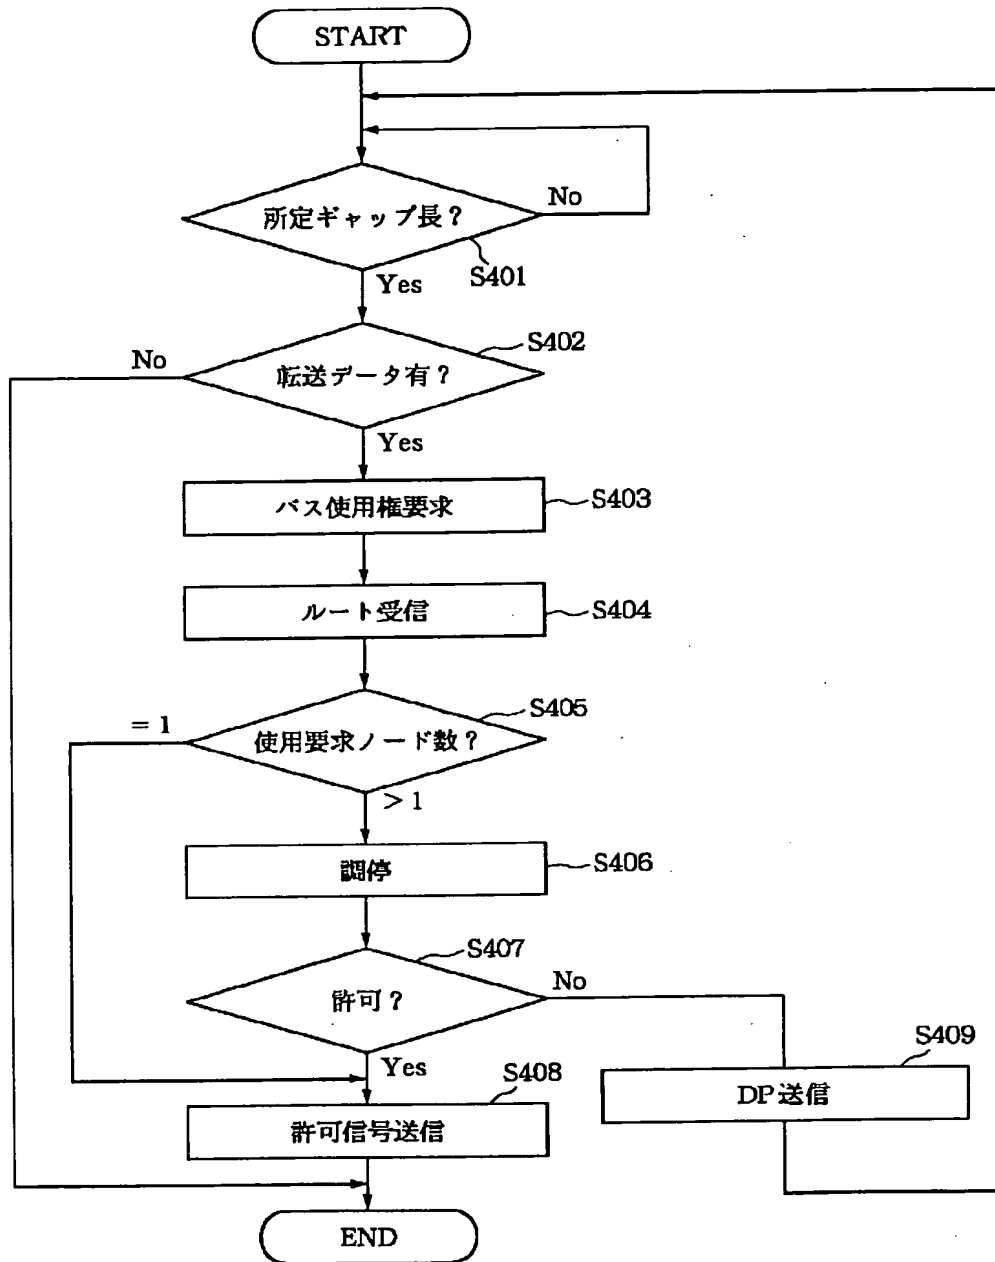 START
所定ギャップ長?
No
S401
Yes
S402
No
転送データ有?
Yes
バス使用権要求
S403
ルート受信
S404
S405
= 1
使用要求ノード数?
> 1
調停
S406
S407
許可?
No
Yes
S408
S409
DP送信
許可信号送信
END